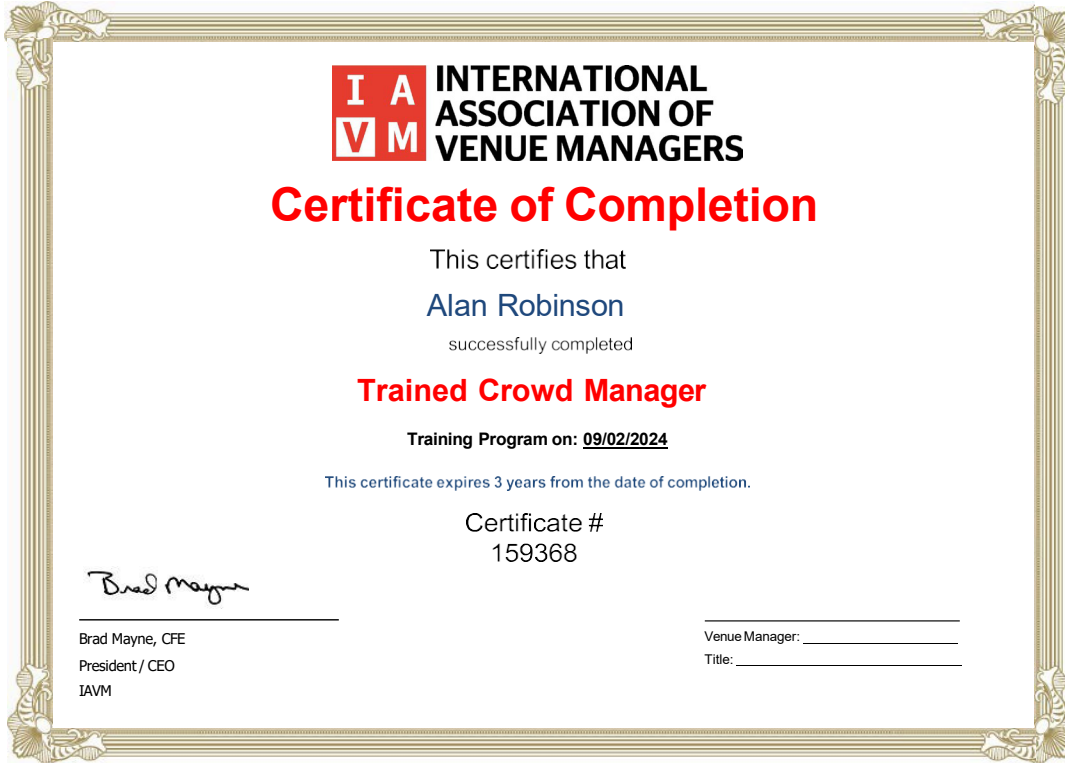 I A
V M
INTERNATIONAL
ASSOCIATION OF
VENUE MANAGERS
Certificate of Completion
This certifies that
Alan Robinson
successfully completed
Trained Crowd Manager
Training Program on: 09/02/2024
This certificate expires 3 years from the date of completion.
Certificate #
159368
Brad Mayne
Brad Mayne, CFE
President / CEO
IAVM
Venue Manager:
Title: